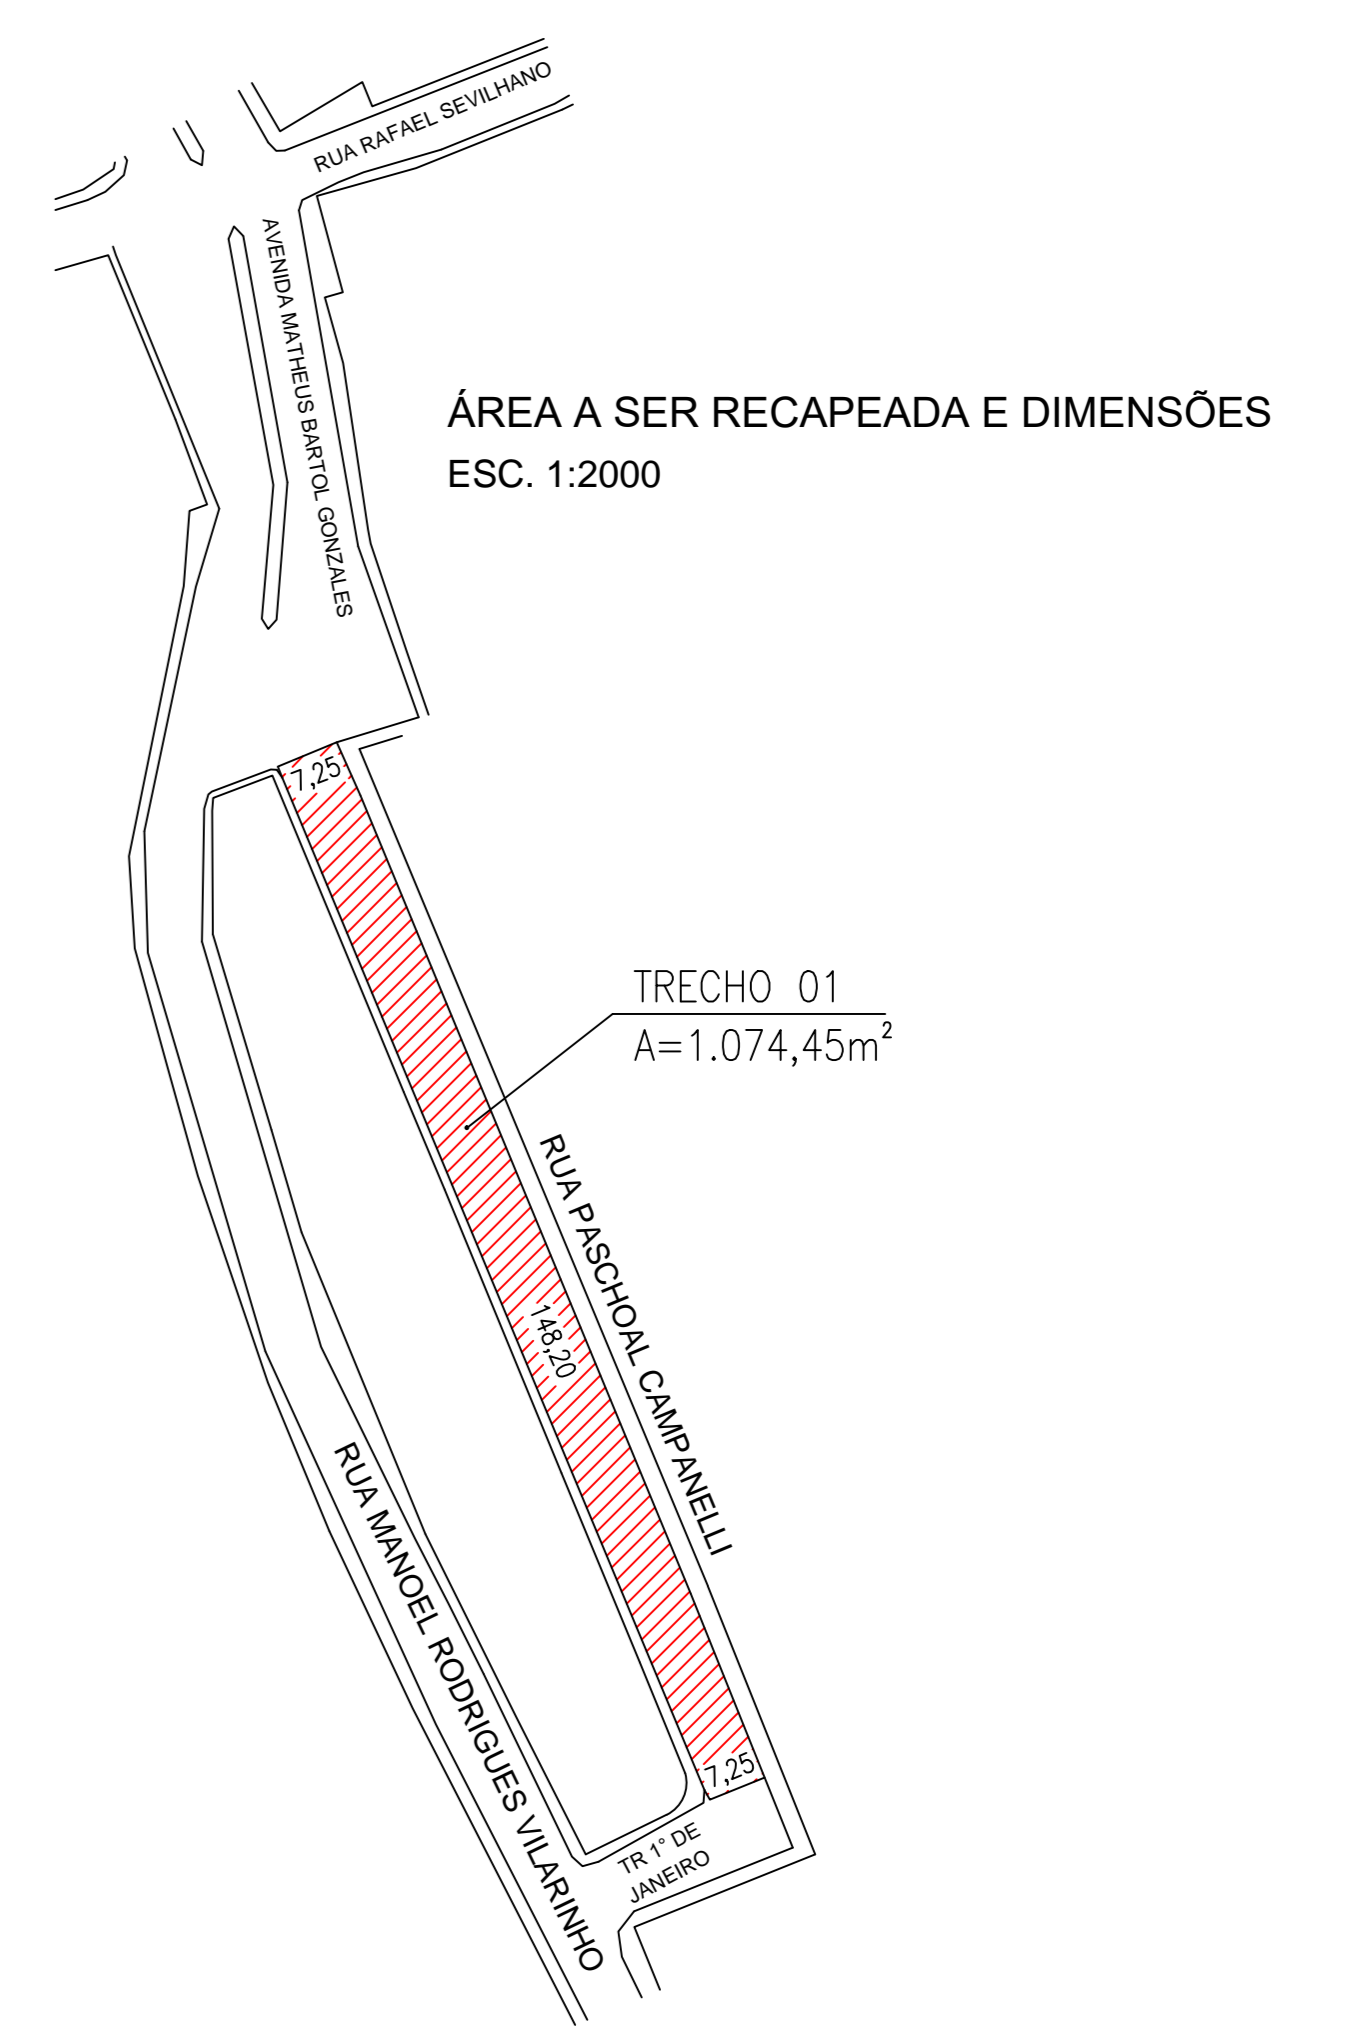 RUA RAFAEL SEVILHANO
AVENIDA MATHEUS BARTOL GONZALES
ÁREA A SER RECAPEADA E DIMENSÕES
ESC. 1:2000
7,25
TRECHO 01
A=1.074,45m²
RUA PASCHOAL CAMPANELLI
148,20
RUA MANOEL RODRIGUES VILARINHO
7,25
TR 1° DE
JANEIRO